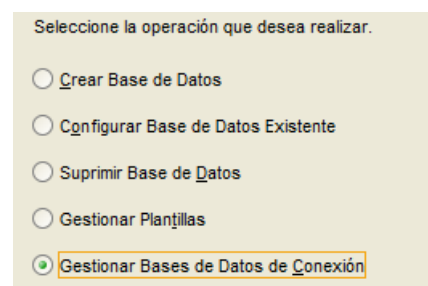 Seleccione la operación que desea realizar.
Crear Base de Datos
Configurar Base de Datos Existente
Suprimir Base de Datos
Gestionar Plantillas
Gestionar Bases de Datos de Conexión